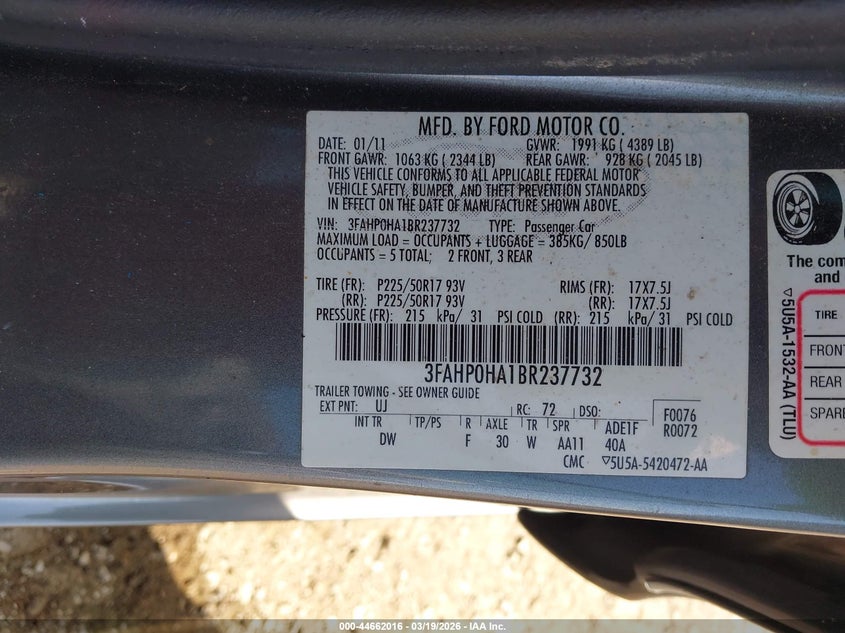 MFD. BY FORD MOTOR CO.
DATE: 01/11 GVWR: 1991 KG ( 4389 LB)
FRONT GAWR: 1063 KG ( 2344 LB) REAR GAWR: 928 KG ( 2045 LB)
THIS VEHICLE CONFORMS TO ALL APPLICABLE FEDERAL MOTOR
VEHICLE SAFETY, BUMPER, AND THEFT PREVENTION STANDARDS
IN EFFECT ON THE DATE OF MANUFACTURE SHOWN ABOVE.
VIN: 3FAHP0HA1BR237732 TYPE: Passenger Car
MAXIMUM LOAD = OCCUPANTS + LUGGAGE = 385KG/ 850LB
OCCUPANTS = 5 TOTAL; 2 FRONT, 3 REAR
TIRE (FR): P225/50R17 93V RIMS (FR): 17X7.5J
(RR): P225/50R17 93V (RR): 17X7.5J
PRESSURE (FR): 215 kPa/ 31 PSI COLD (RR): 215 kPa/ 31 PSI COLD
3FAHP0HA1BR237732
TRAILER TOWING - SEE OWNER GUIDE
EXT PNT: UJ RC: 72 DSO: F0076
R0072
INT TR TP/PS R AXLE TR SPR ADE1F
DW F 30 W AA11 40A
CMC ▽5U5A-5420472-AA
The com
and
▽5U5A-1532-AA (TLU)
TIRE
FRONT
REAR
SPARE
000-44662016 - 03/19/2026 - IAA Inc.